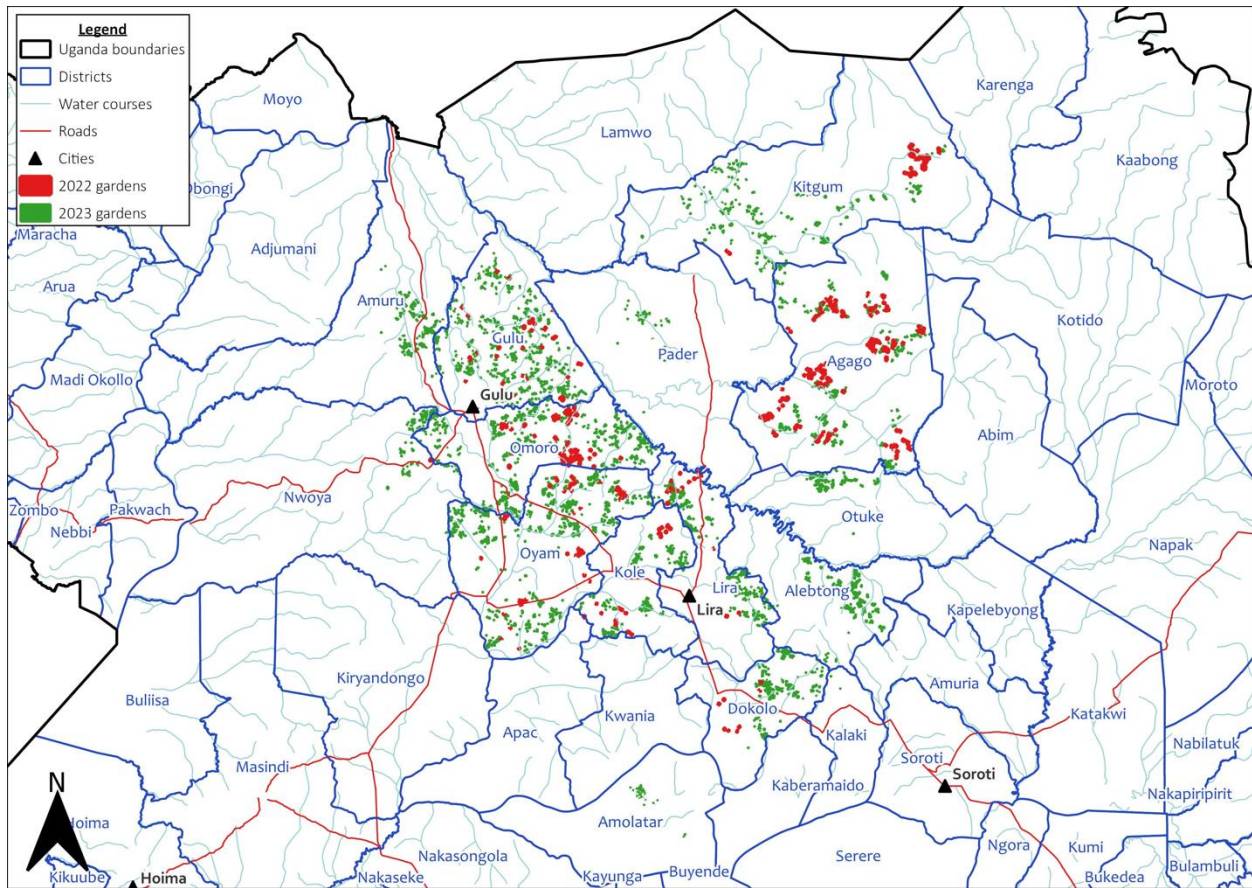 Legend
Uganda boundaries
Districts
Water courses
Roads
Cities
2022 gardens
2023 gardens
Moyo
Karenga
Lamwo
Kaabong
Kitgum
Obongi
Maracha
Adjumani
Arua
Amuru
Kotido
Gulu
Pader
Agago
Madi Okollo
Moroto
Gulu
Abim
Omoro
Nwoya
Zombo
Pakwach
Otuke
Nebbi
Napak
Oyam
Kole
Lira
Alebtong
Lira
Kapelebyong
Kiryandongo
Amuria
Buliisa
Dokolo
Kwania
Katakwi
Apac
Kalaki
Nabilatuk
Masindi
Soroti
Soroti
N
Kaberamaido
Nakapiripirit
Hoima
Amolatar
Nakasongola
Serere
Ngora
Kumi
Bulambuli
Buyende
Kikuube
Hoima
Nakaseke
Kayunga
Bukedea